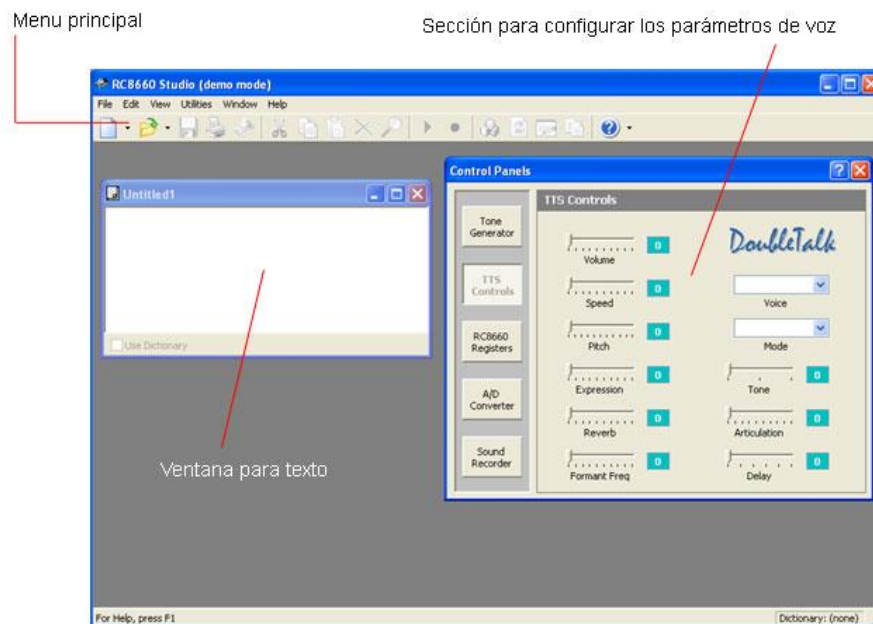 Menu principal
Sección para configurar los parámetros de voz
RC8660 Studio (demo mode)
File Edit View Utilities Window Help
Untitled1
Use Dictionary
Ventana para texto
Control Panels
Tone
Generator
TTS
Controls
RC8660
Registers
A/D
Converter
Sound
Recorder
TTS Controls
DoubleTalk
0
Volume
0
Speed
Voice
0
Pitch
Mode
0
Expression
0
Tone
0
Reverb
0
Articulation
0
Formant Freq
0
Delay
For Help, press F1
Dictionary: (none)